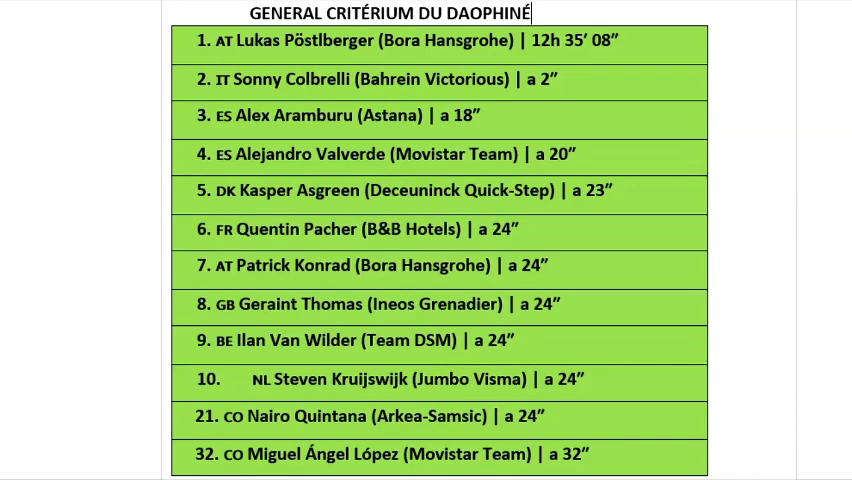 GENERAL CRITÉRIUM DU DAOPHINÉ
1. AT Lukas Pöstlberger (Bora Hansgrohe) | 12h 35’ 08”
2. IT Sonny Colbrelli (Bahrein Victorious) | a 2”
3. ES Alex Aramburu (Astana) | a 18”
4. ES Alejandro Valverde (Movistar Team) | a 20”
5. DK Kasper Asgreen (Deceuninck Quick-Step) | a 23”
6. FR Quentin Pacher (B&B Hotels) | a 24”
7. AT Patrick Konrad (Bora Hansgrohe) | a 24”
8. GB Geraint Thomas (Ineos Grenadier) | a 24”
9. BE Ilan Van Wilder (Team DSM) | a 24”
10. NL Steven Kruijswijk (Jumbo Visma) | a 24”
21. CO Nairo Quintana (Arkea-Samsic) | a 24”
32. CO Miguel Ángel López (Movistar Team) | a 32”